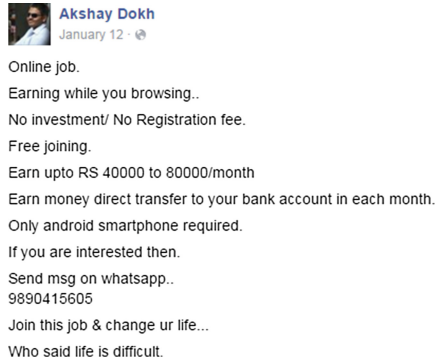 Akshay Dokh
January 12 ·
Online job.
Earning while you browsing..
No investment/ No Registration fee.
Free joining.
Earn upto RS 40000 to 80000/month
Earn money direct transfer to your bank account in each month.
Only android smartphone required.
If you are interested then.
Send msg on whatsapp..
9890415605
Join this job & change ur life...
Who said life is difficult.